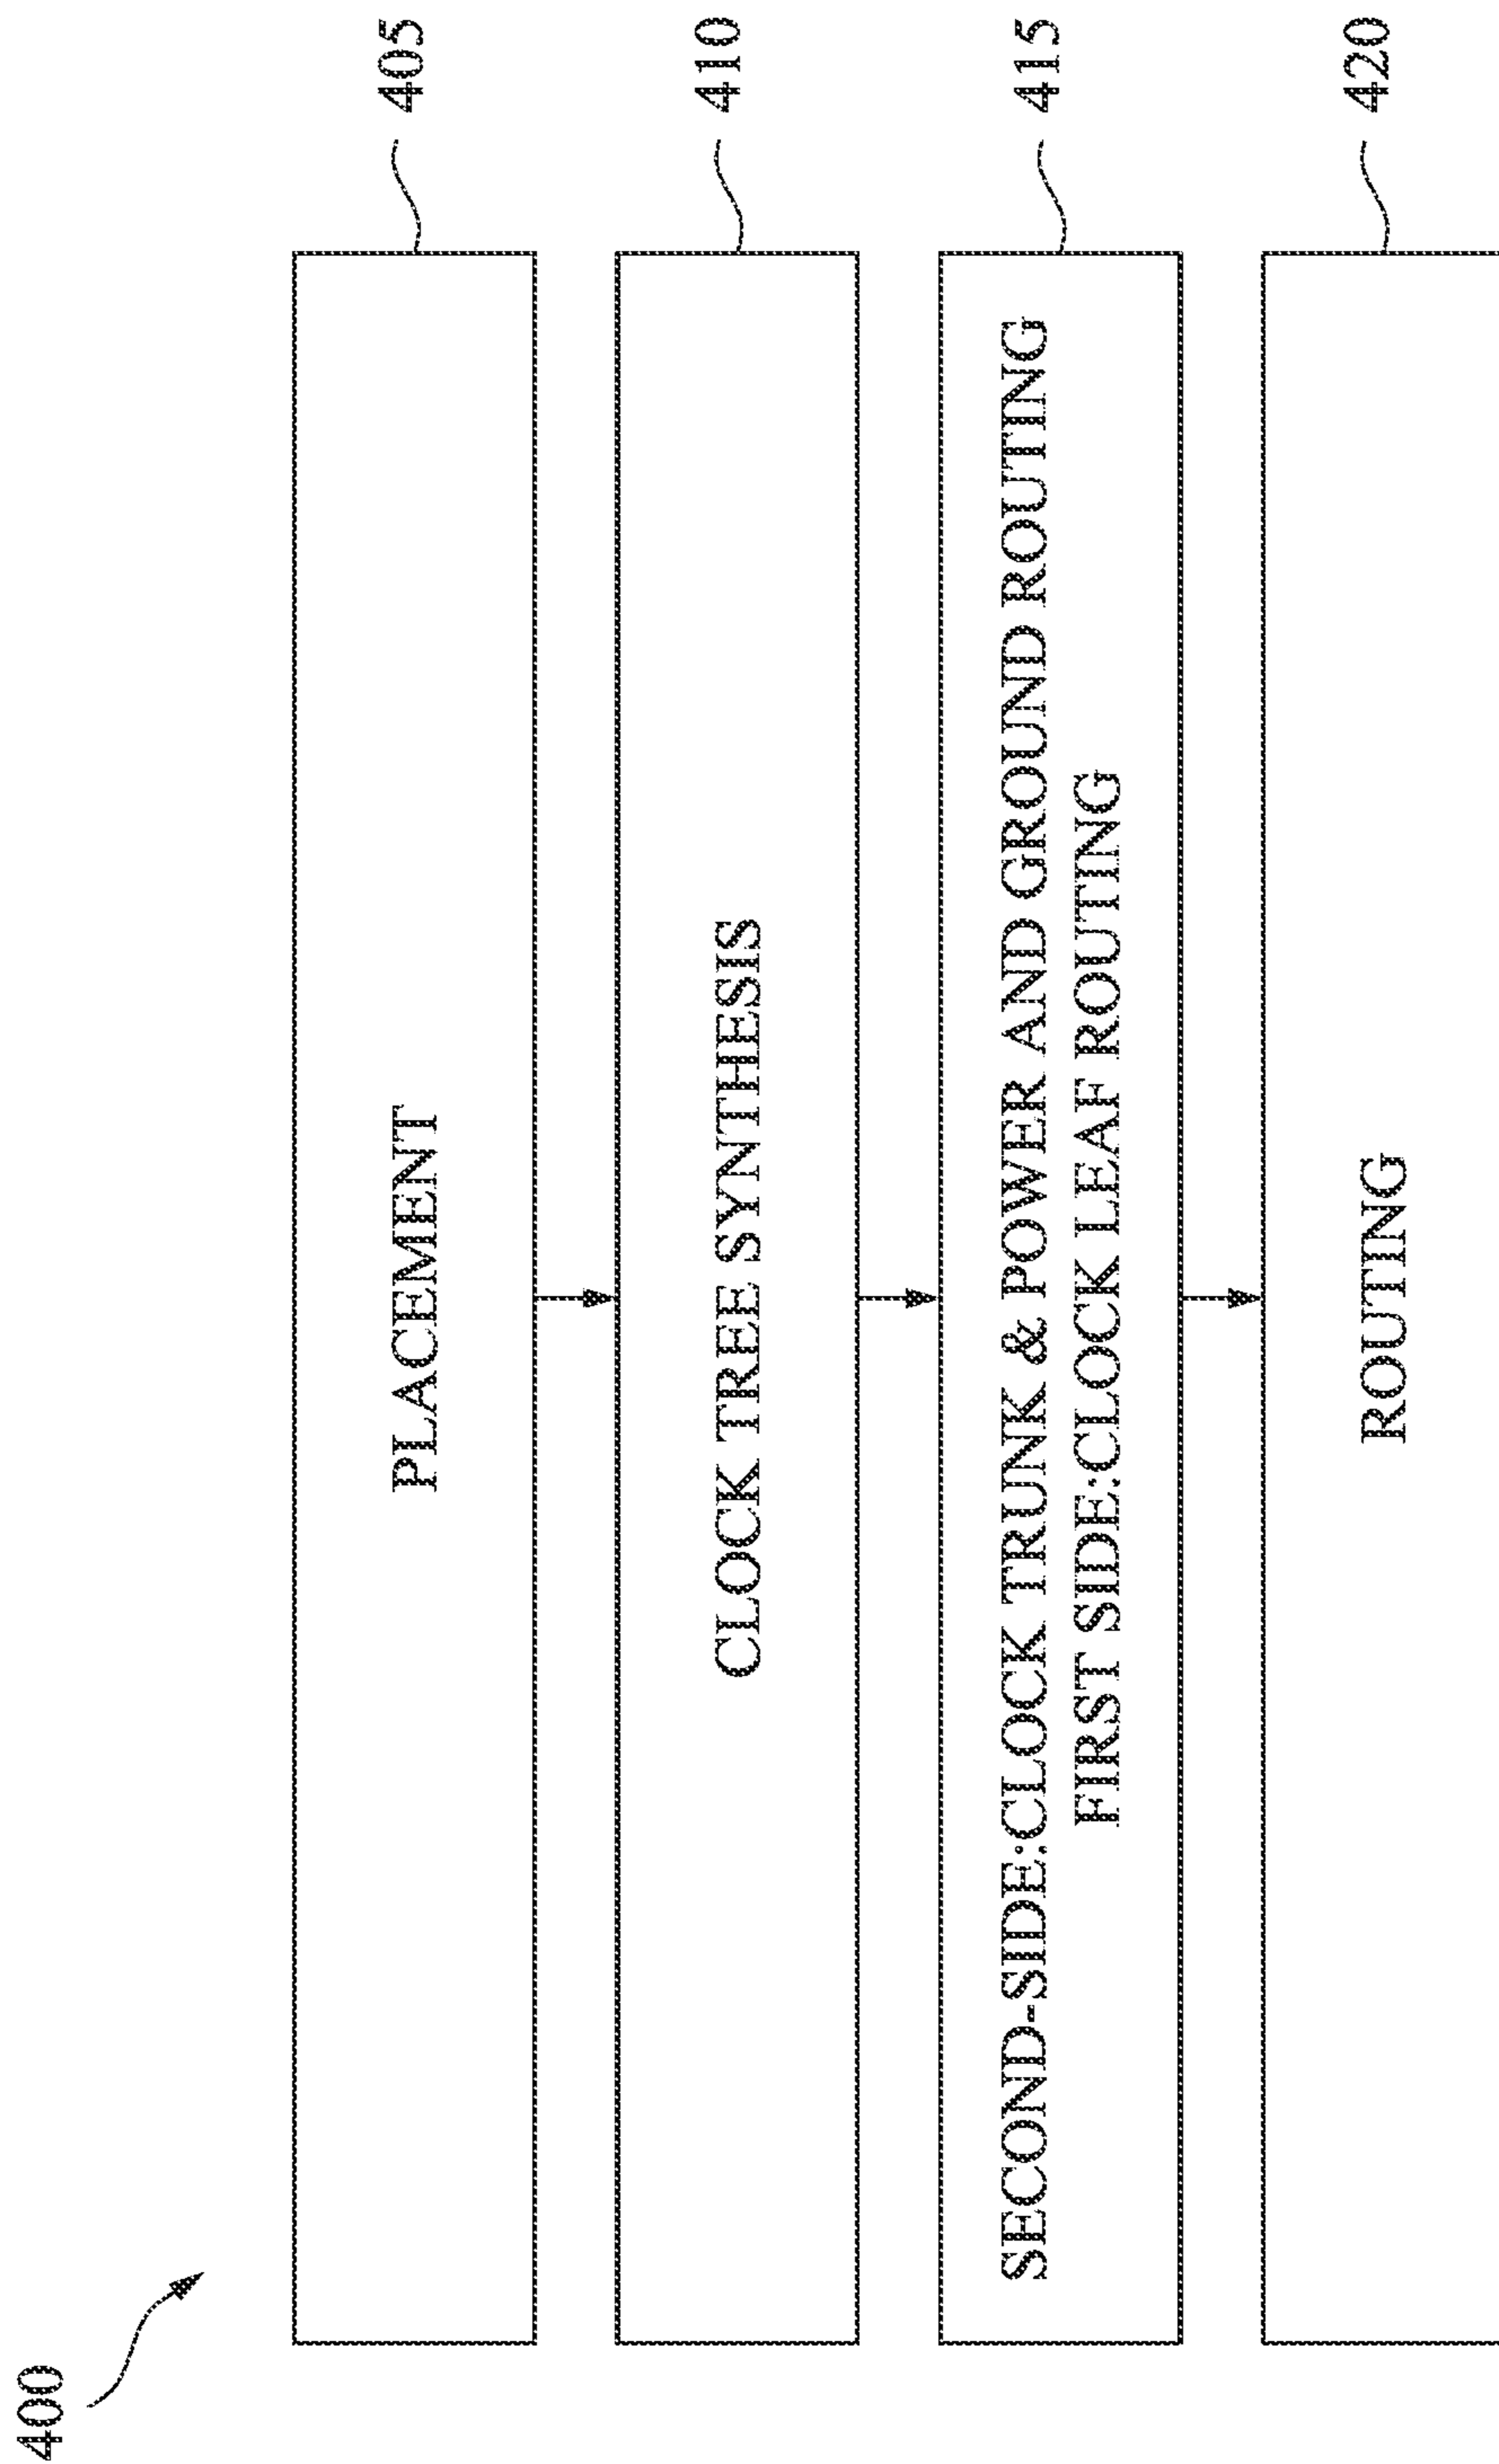 400
PLACEMENT
405
CLOCK TREE SYNTHESIS
410
SECOND-SIDE:CLOCK TRUNK & POWER AND GROUND ROUTING
FIRST SIDE:CLOCK LEAF ROUTING
415
ROUTING
420